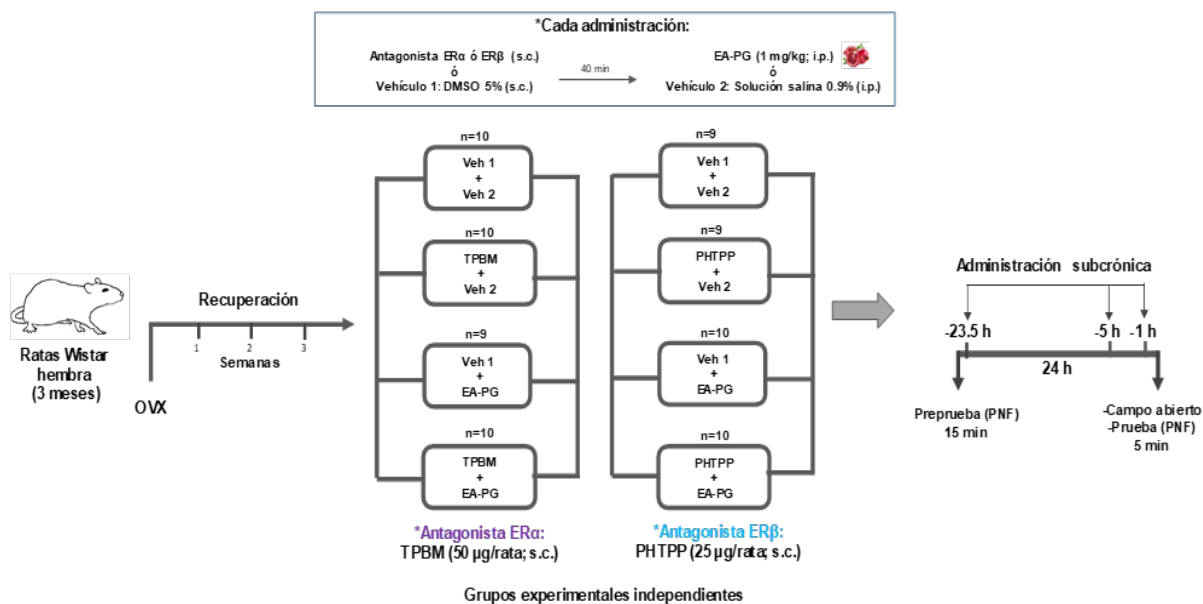 *Cada administración:
Antagonista ERα ó ERβ (s.c.)
ó
Vehículo 1: DMSO 5% (s.c.)
40 min
EA-PG (1 mg/kg; i.p.)
ó
Vehículo 2: Solución salina 0.9% (i.p.)
n=10
Veh 1
+
Veh 2
n=10
TPBM
+
Veh 2
n=9
Veh 1
+
EA-PG
n=10
TPBM
+
EA-PG
n=9
Veh 1
+
Veh 2
n=9
PHTPP
+
Veh 2
n=10
Veh 1
+
EA-PG
n=10
PHTPP
+
EA-PG
Ratas Wistar
hembra
(3 meses)
Recuperación
1
2
3
Semanas
OVX
*Antagonista ERα:
TPBM (50 µg/rata; s.c.)
*Antagonista ERβ:
PHTPP (25 µg/rata; s.c.)
Grupos experimentales independientes
Administración subcrónica
-23.5 h
-5 h
-1 h
24 h
Preprueba (PNF)
15 min
-Campo abierto
-Prueba (PNF)
5 min